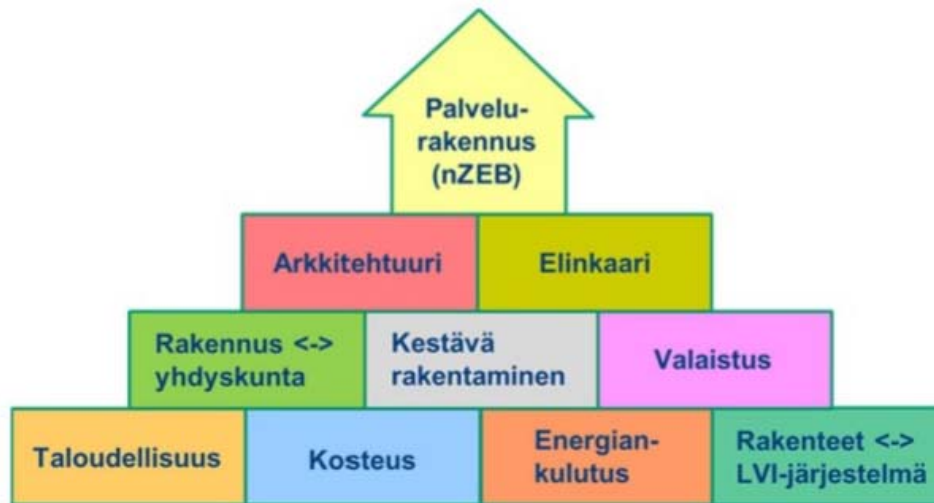 Palvelu-
rakennus
(nZEB)
Arkkitehtuuri
Elinkaari
Rakennus <->
yhdyskunta
Kestävä
rakentaminen
Valaistus
Taloudellisuus
Kosteus
Energian-
kulutus
Rakenteet <->
LVI-järjestelmä